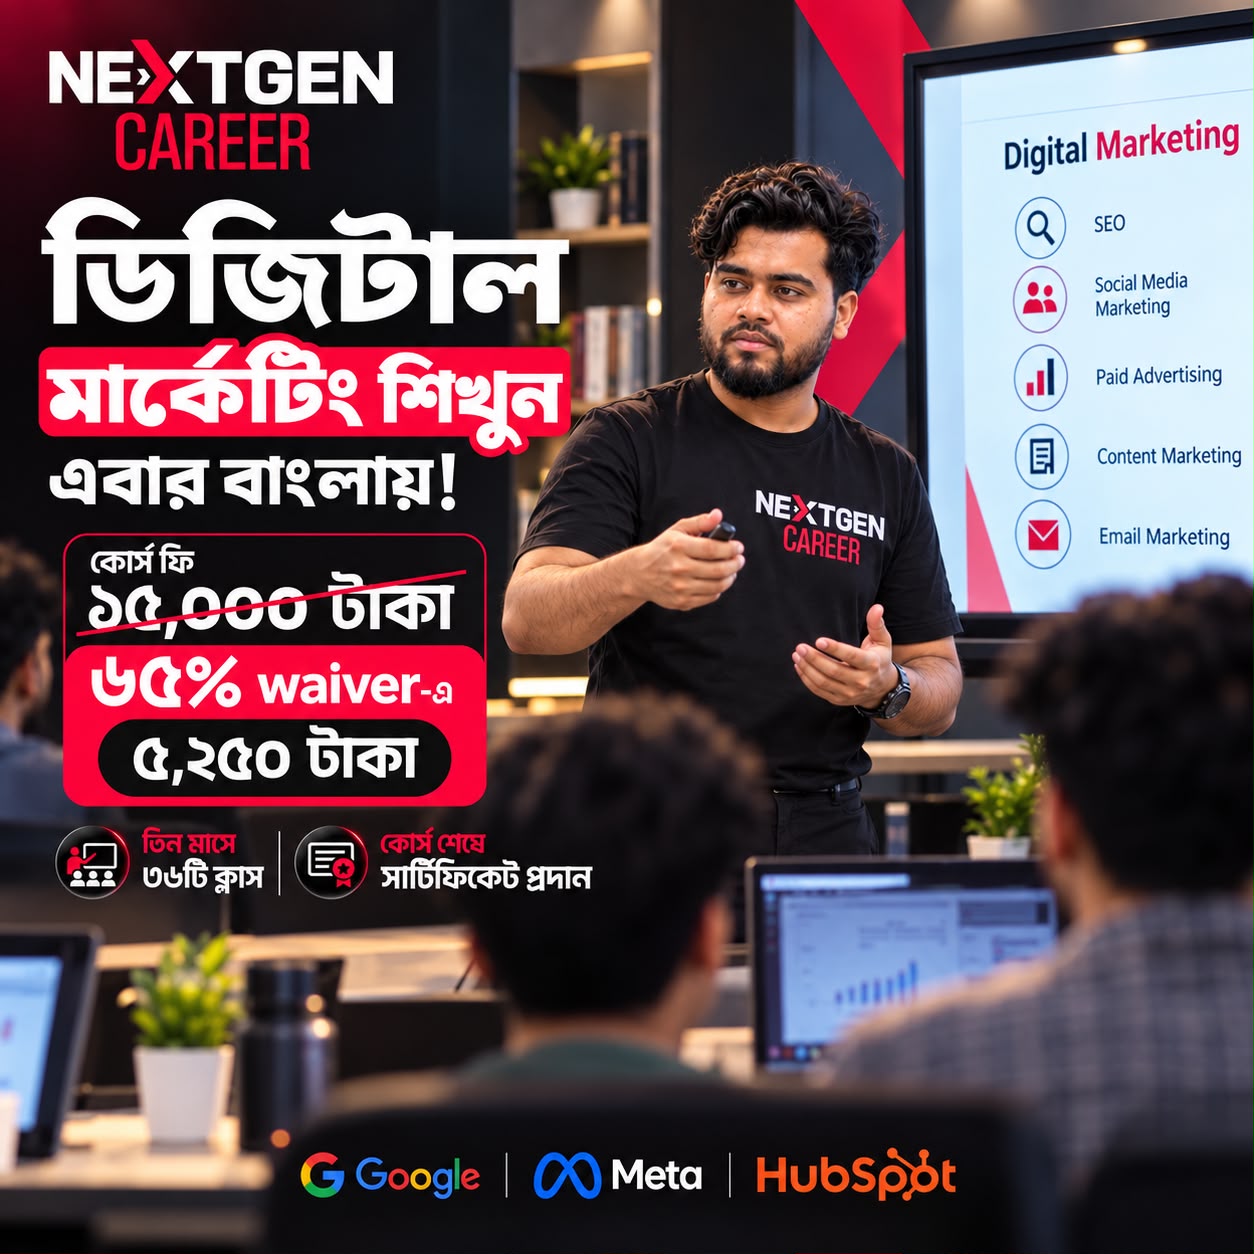 NEXTGEN
CAREER
ডিজিটাল
মার্কেটিং শিখুন
এবার বাংলায়!
কোর্স ফি
১৫,০০০ টাকা
৬৫% waiver-এ
৫,২৫০ টাকা
তিন মাসে
৩৬টি ক্লাস
কোর্স শেষে
সার্টিফিকেট প্রদান
Digital Marketing
SEO
Social Media
Marketing
Paid Advertising
Content Marketing
Email Marketing
NEXTGEN
CAREER
Google
Meta
HubSpot